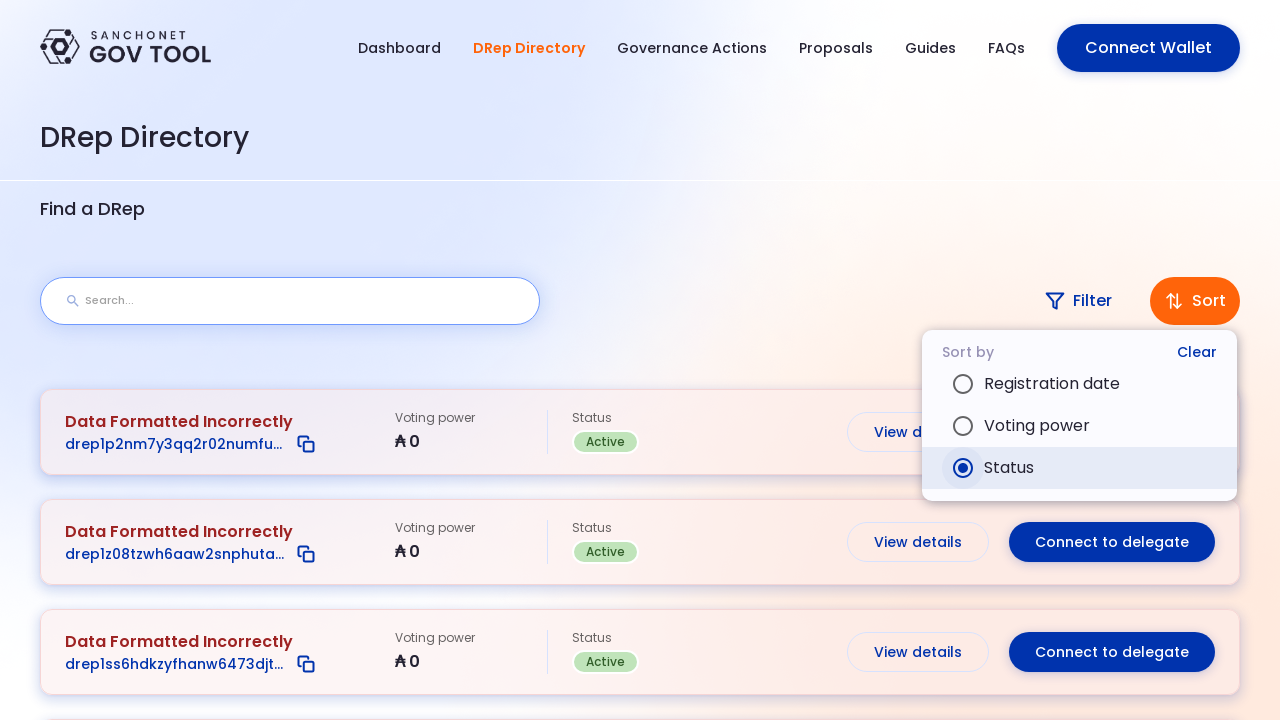 SANCHONET
GOV TOOL
Dashboard
DRep Directory
Governance Actions
Proposals
Guides
FAQs
Connect Wallet
DRep Directory
Find a DRep
Search...
Filter
Sort
Sort by
Clear
Registration date
Voting power
Status
Data Formatted Incorrectly
drep1p2nm7y3qq2r02numfu...
Voting power
₳ 0
Status
Active
View d
Data Formatted Incorrectly
drep1z08tzwh6aaw2snphuta...
Voting power
₳ 0
Status
Active
View details
Connect to delegate
Data Formatted Incorrectly
drep1ss6hdkzyfhanw6473djt...
Voting power
₳ 0
Status
Active
View details
Connect to delegate